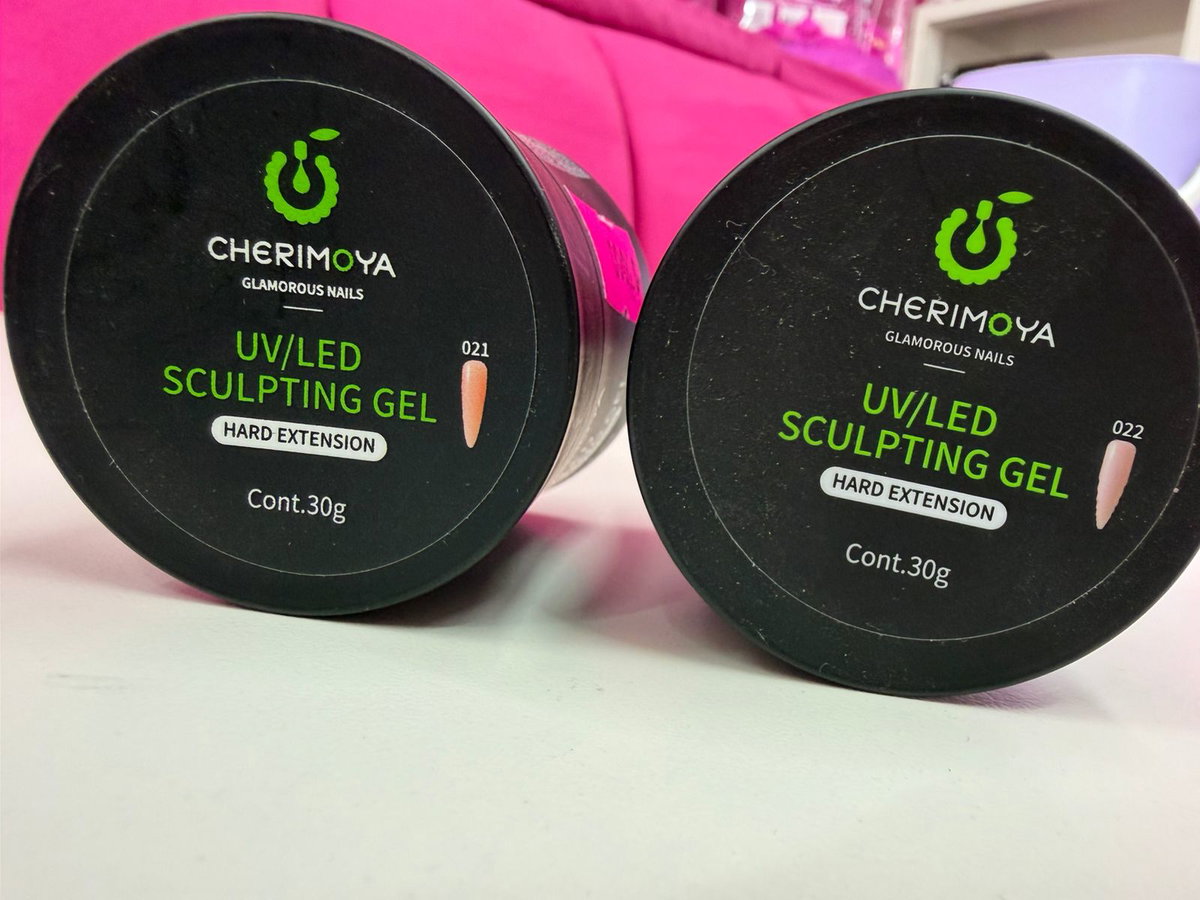 CHERIMOYA
GLAMOROUS NAILS
UV/LED
SCULPTING GEL
HARD EXTENSION
Cont.30g
021
CHERIMOYA
GLAMOROUS NAILS
UV/LED
SCULPTING GEL
HARD EXTENSION
Cont.30g
022